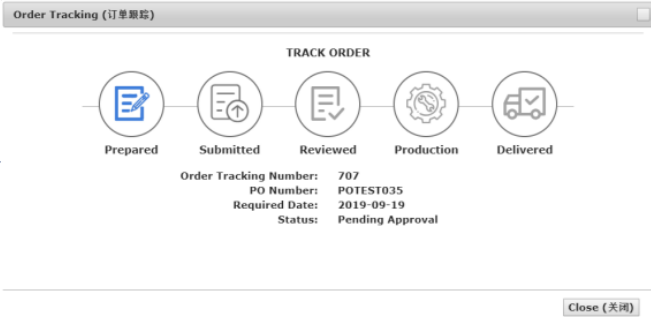 Order Tracking (订单跟踪)
TRACK ORDER
Prepared Submitted Reviewed Production Delivered
Order Tracking Number: 707
PO Number: POTEST035
Required Date: 2019-09-19
Status: Pending Approval
Close (关闭)